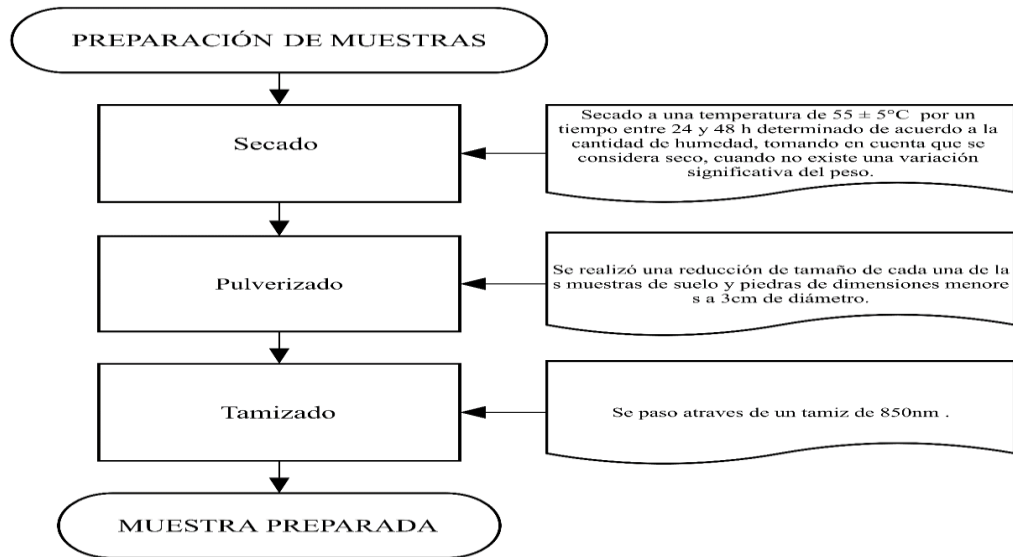 PREPARACIÓN DE MUESTRAS
Secado
Secado a una temperatura de 55 ± 5°C por un
tiempo entre 24 y 48 h determinado de acuerdo a la
cantidad de humedad, tomando en cuenta que se
considera seco, cuando no existe una variación
significativa del peso.
Pulverizado
Se realizó una reducción de tamaño de cada una de la
s muestras de suelo y piedras de dimensiones menore
s a 3cm de diámetro.
Tamizado
Se paso atraves de un tamiz de 850nm .
MUESTRA PREPARADA